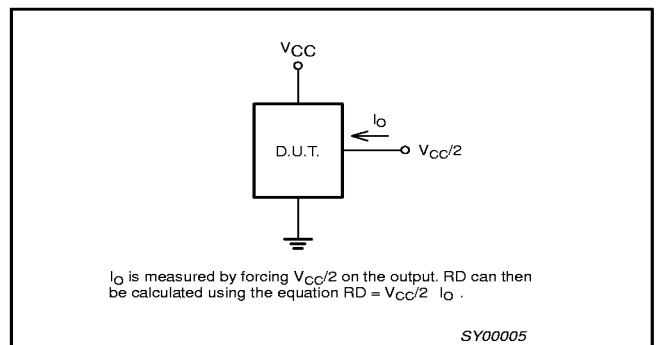 VCC
IO
D.U.T.
VCC/2
IO is measured by forcing VCC/2 on the output. RD can then
be calculated using the equation RD = VCC/2 IO .
SY00005